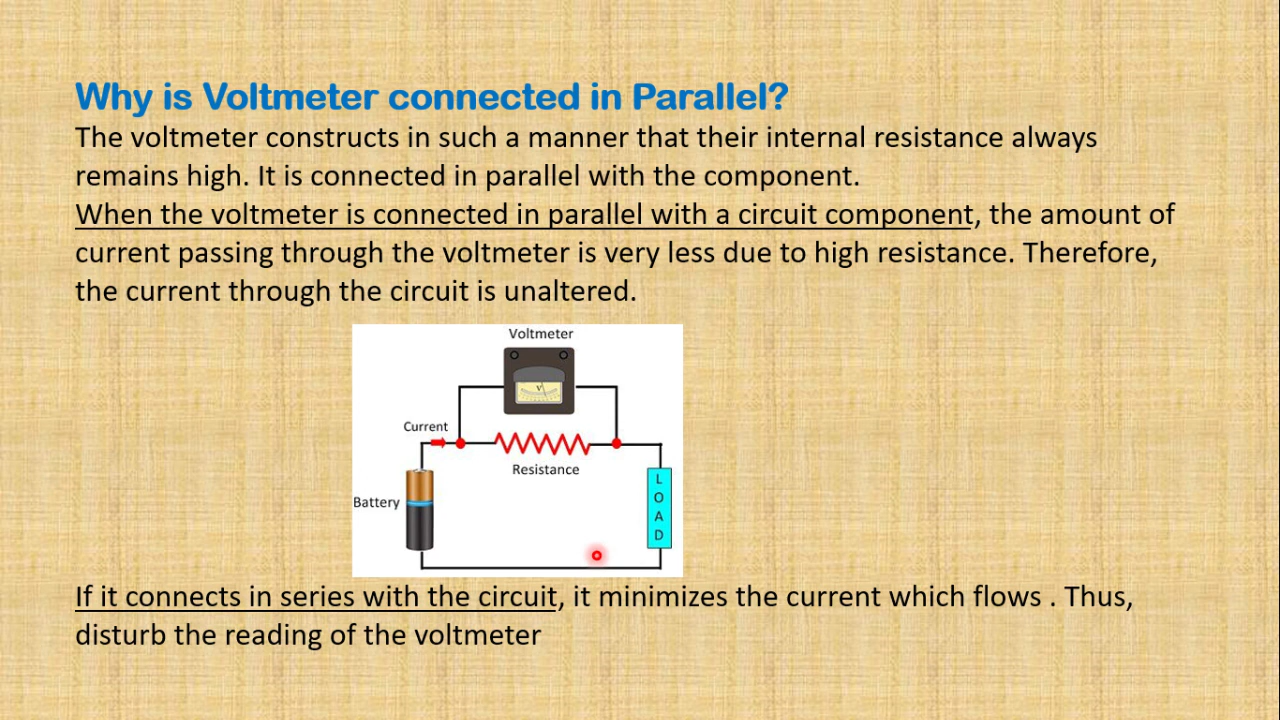 Why is Voltmeter connected in Parallel?
The voltmeter constructs in such a manner that their internal resistance always
remains high. It is connected in parallel with the component.
When the voltmeter is connected in parallel with a circuit component, the amount of
current passing through the voltmeter is very less due to high resistance. Therefore,
the current through the circuit is unaltered.
Voltmeter
V
Current
Resistance
Battery
L
O
A
D
If it connects in series with the circuit, it minimizes the current which flows . Thus,
disturb the reading of the voltmeter